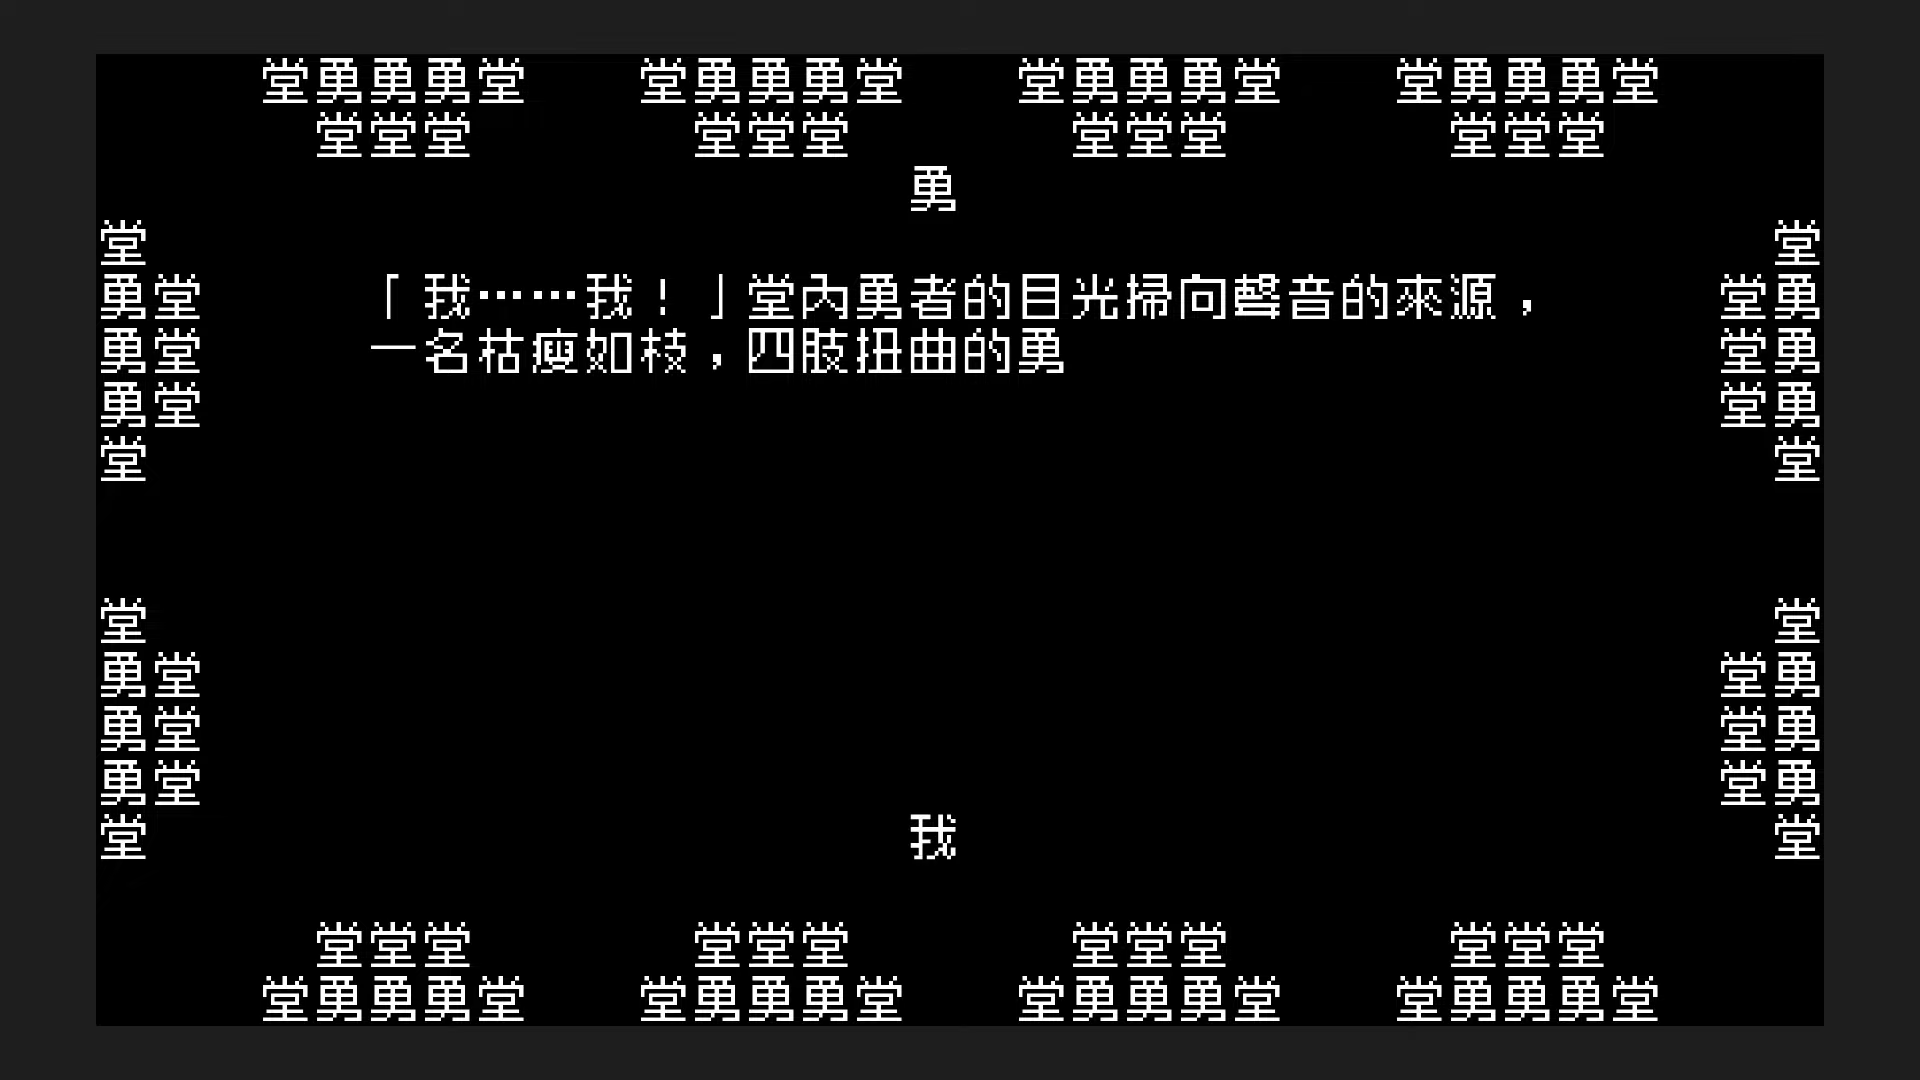 堂勇勇勇堂 堂勇勇勇堂 堂勇勇勇堂 堂勇勇勇堂
堂堂堂 堂堂堂 堂堂堂 堂堂堂
勇
堂 堂
勇堂 「我……我！」堂內勇者的目光掃向聲音的來源， 堂勇
勇堂 一名枯瘦如枝，四肢扭曲的勇 堂勇
勇堂 堂勇
堂 堂
堂 堂
勇堂 堂勇
勇堂 堂勇
勇堂 堂勇
堂 我 堂
堂堂堂 堂堂堂 堂堂堂 堂堂堂
堂勇勇勇堂 堂勇勇勇堂 堂勇勇勇堂 堂勇勇勇堂